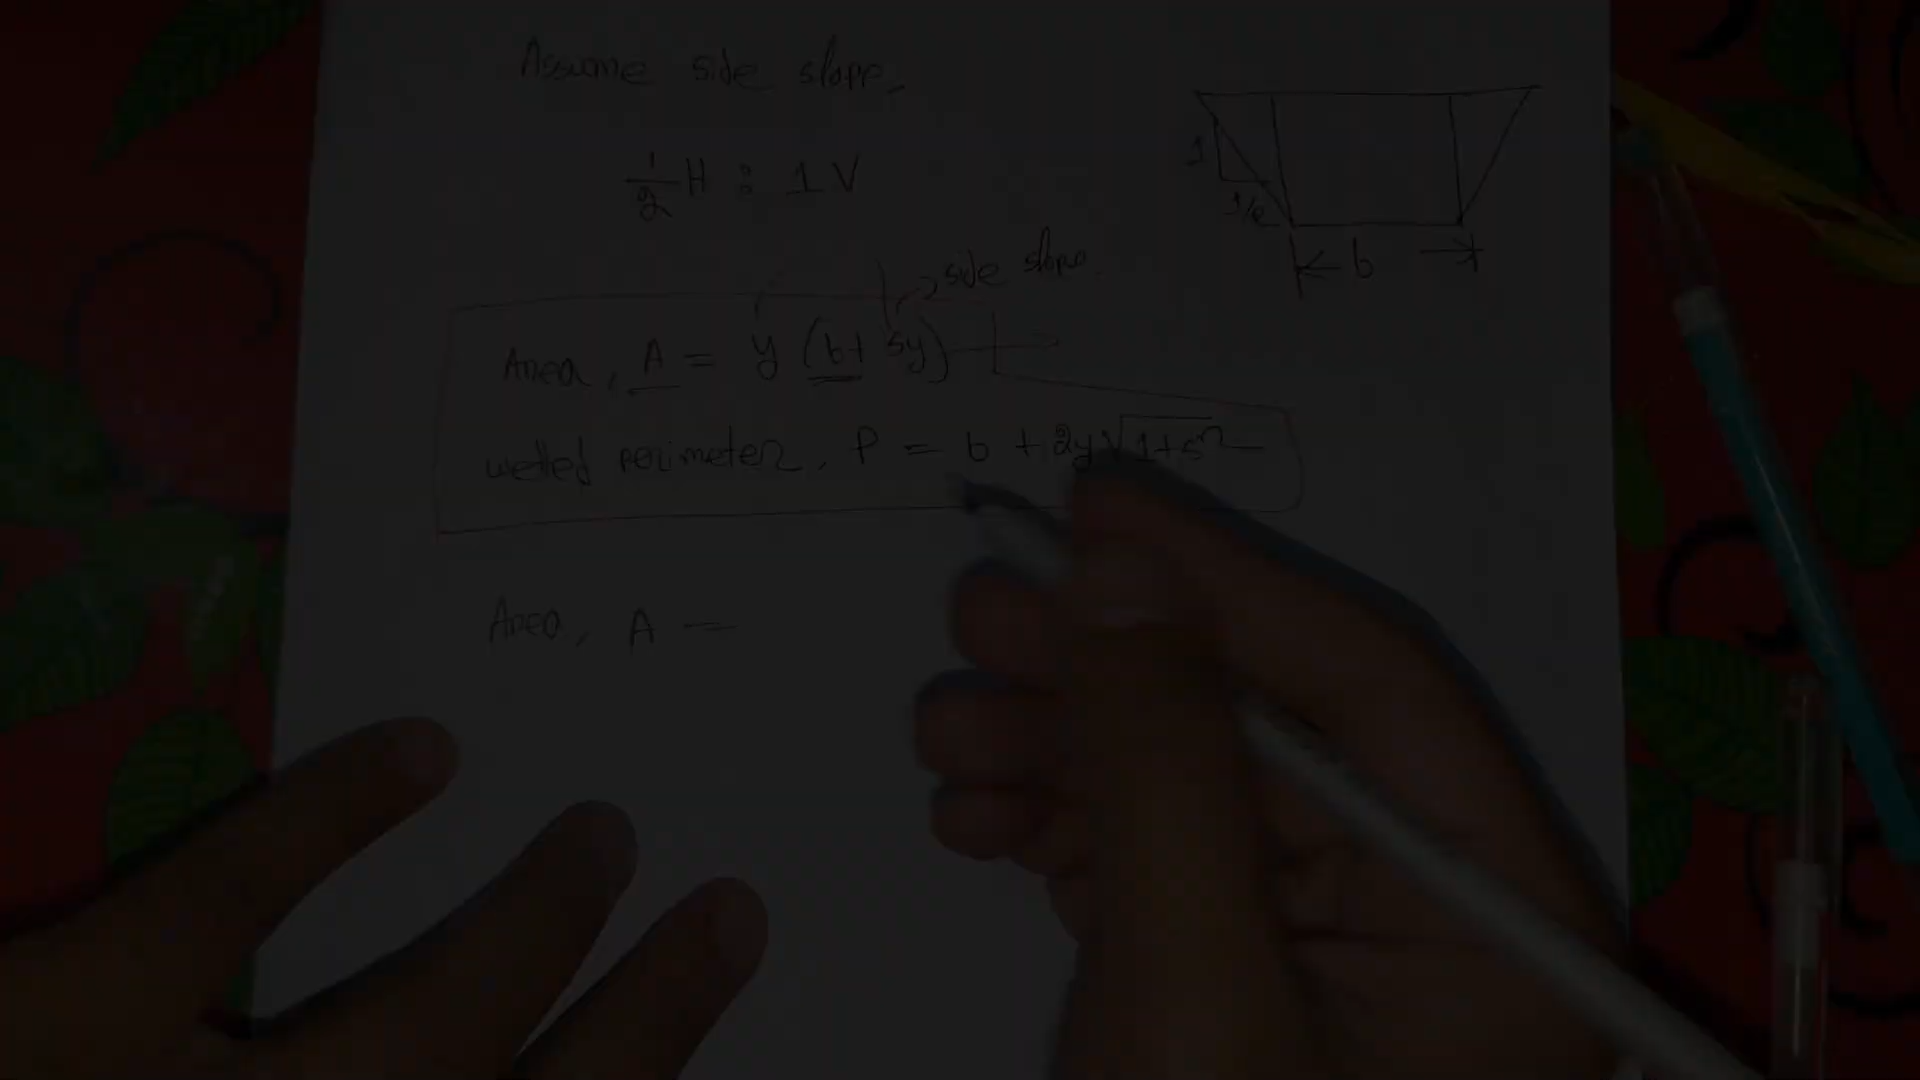 Assume side slope,
1/2 H : 1 V
1
1/2
b
side slope
Area, A = y (b + sy)
wetted perimeter, P = b + 2y√1+s²
Area, A =